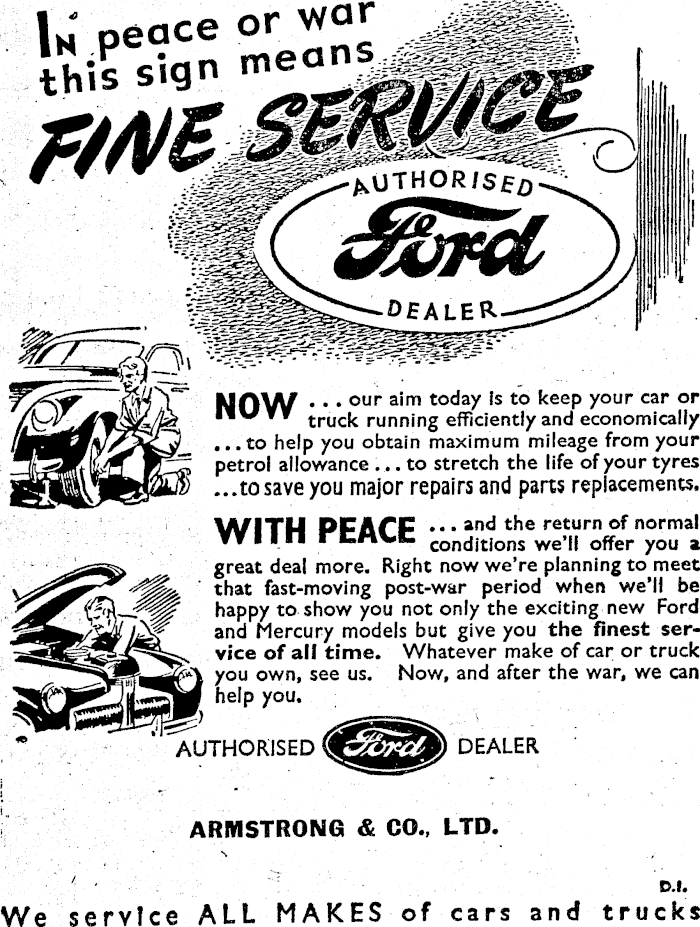 IN peace or war
this sign means
FINE SERVICE
AUTHORISED
Ford
DEALER
NOW ... our aim today is to keep your car or
truck running efficiently and economically
... to help you obtain maximum mileage from your
petrol allowance ... to stretch the life of your tyres
... to save you major repairs and parts replacements.
WITH PEACE ... and the return of normal
conditions we'll offer you a
great deal more. Right now we're planning to meet
that fast-moving post-war period when we'll be
happy to show you not only the exciting new Ford
and Mercury models but give you the finest ser-
vice of all time. Whatever make of car or truck
you own, see us. Now, and after the war, we can
help you.
AUTHORISED Ford DEALER
ARMSTRONG & CO., LTD.
D.I.
We service ALL MAKES of cars and trucks